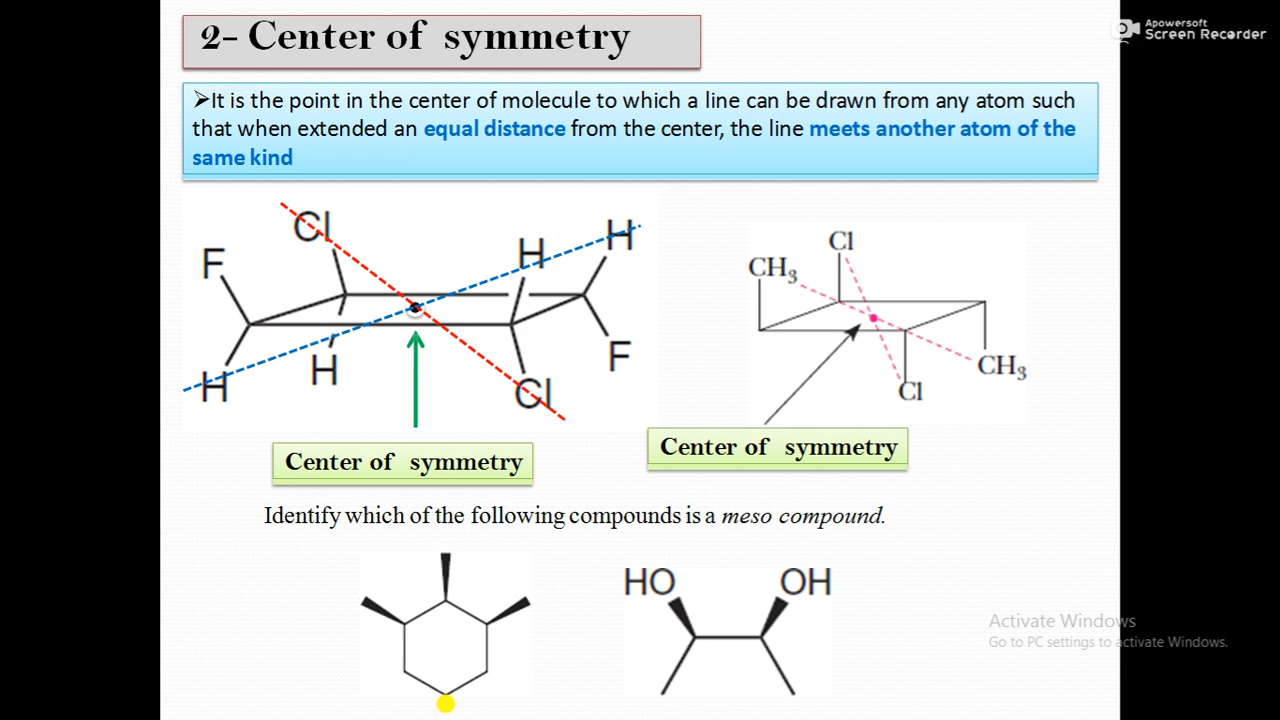 2- Center of symmetry
Apowersoft
Screen Recorder
➢It is the point in the center of molecule to which a line can be drawn from any atom such
that when extended an equal distance from the center, the line meets another atom of the
same kind
Cl
F
H
H
H
H
F
Cl
Cl
CH3
CH3
Cl
Center of symmetry
Center of symmetry
Identify which of the following compounds is a meso compound.
HO
OH
Activate Windows
Go to PC settings to activate Windows.